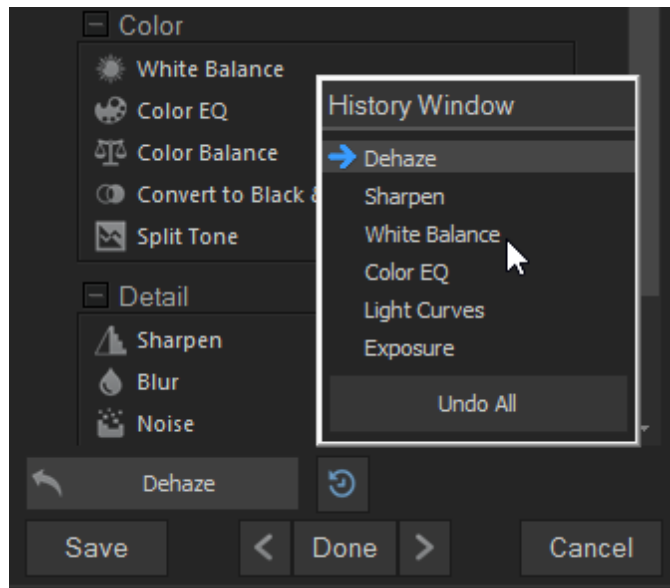 Color
White Balance
Color EQ
Color Balance
Convert to Black &
Split Tone
Detail
Sharpen
Blur
Noise
History Window
Dehaze
Sharpen
White Balance
Color EQ
Light Curves
Exposure
Undo All
Dehaze
Save
< Done >
Cancel